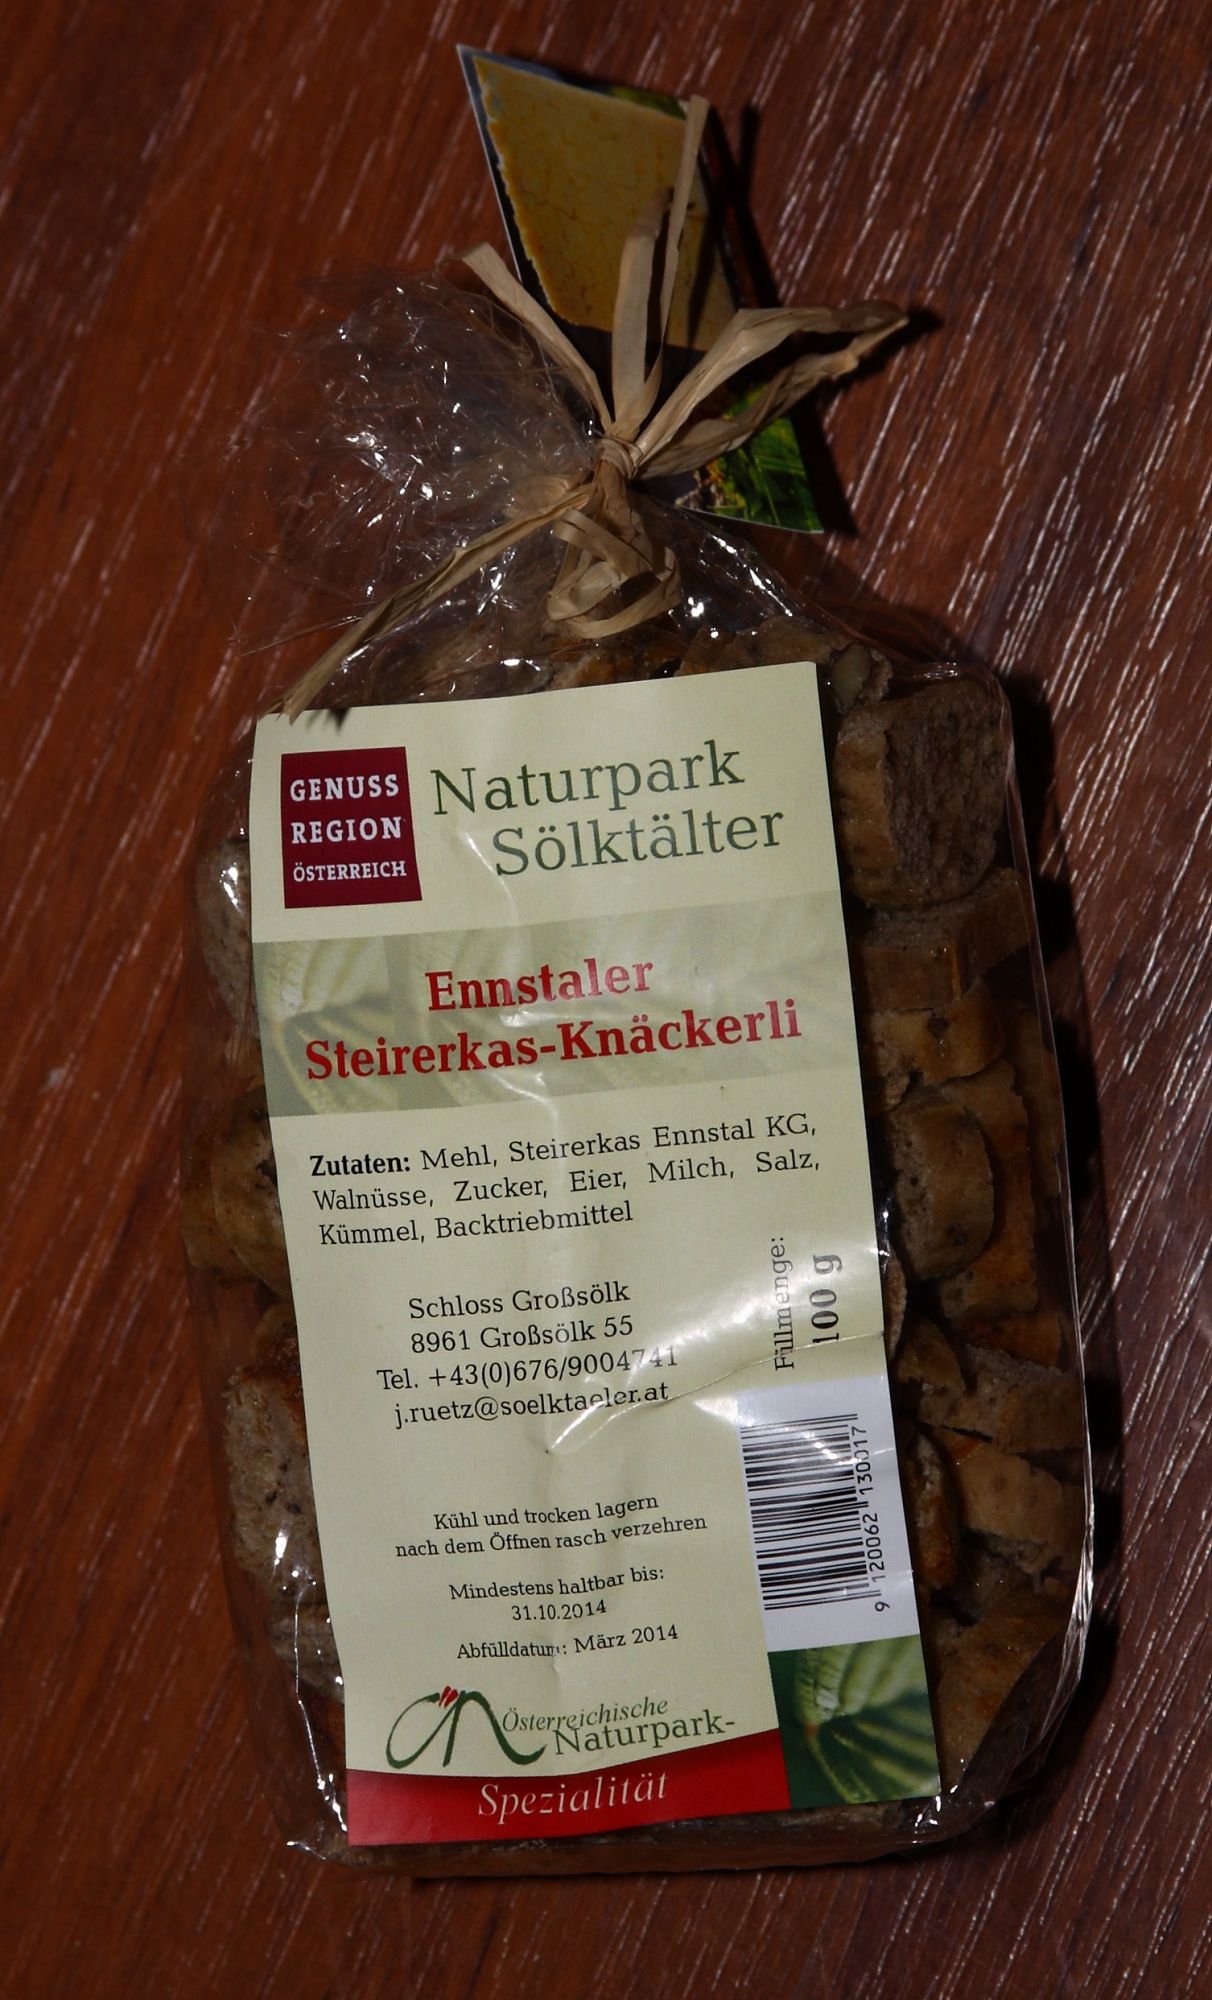 GENUSS
REGION
ÖSTERREICH
Naturpark
Sölktälter
Ennstaler
Steirerkas-Knäckerli
Zutaten: Mehl, Steirerkas Ennstal KG,
Walnüsse, Zucker, Eier, Milch, Salz,
Kümmel, Backtriebmittel
Schloss Großsölk
8961 Großsölk 55
Tel. +43(0)676/9004741
j.ruetz@soelktaeler.at
Füllmenge:
100 g
Kühl und trocken lagern
nach dem Öffnen rasch verzehren
Mindestens haltbar bis:
31.10.2014
Abfülldatum: März 2014
9 120062 130017
Österreichische
Naturpark-
Spezialität